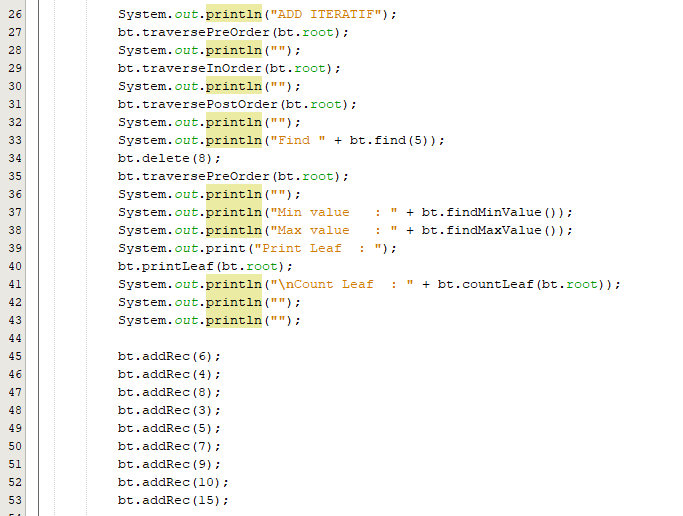 26 System.out.println("ADD ITERATIF");
27 bt.traversePreOrder(bt.root);
28 System.out.println("");
29 bt.traverseInOrder(bt.root);
30 System.out.println("");
31 bt.traversePostOrder(bt.root);
32 System.out.println("");
33 System.out.println("Find " + bt.find(5));
34 bt.delete(8);
35 bt.traversePreOrder(bt.root);
36 System.out.println("");
37 System.out.println("Min value   : " + bt.findMinValue());
38 System.out.println("Max value   : " + bt.findMaxValue());
39 System.out.print("Print Leaf  : ");
40 bt.printLeaf(bt.root);
41 System.out.println("\nCount Leaf  : " + bt.countLeaf(bt.root));
42 System.out.println("");
43 System.out.println("");
44
45 bt.addRec(6);
46 bt.addRec(4);
47 bt.addRec(8);
48 bt.addRec(3);
49 bt.addRec(5);
50 bt.addRec(7);
51 bt.addRec(9);
52 bt.addRec(10);
53 bt.addRec(15);